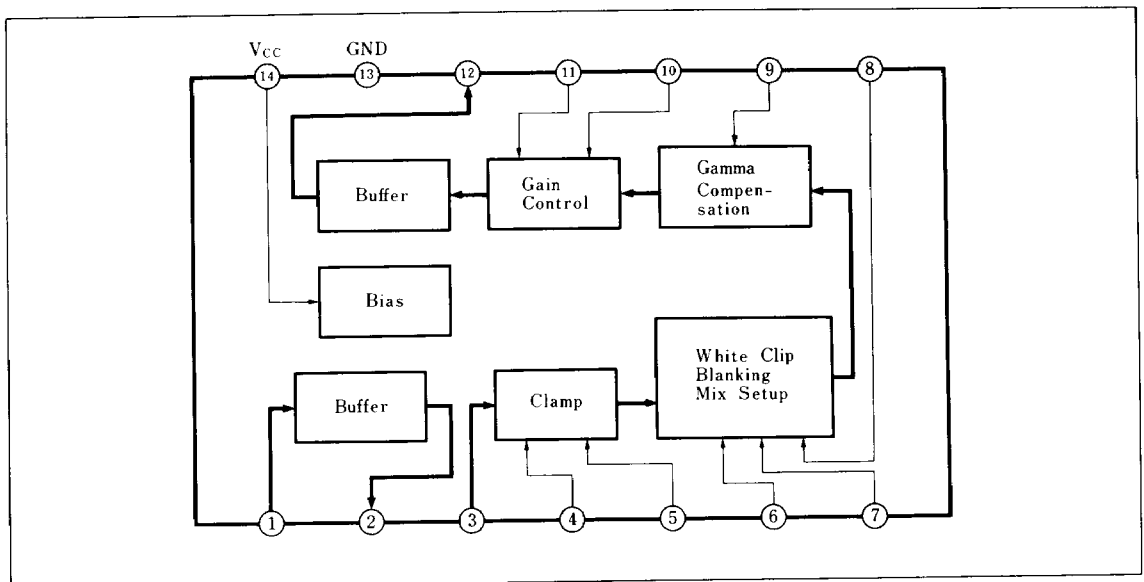 Vcc
GND
14
13
12
11
10
9
8
Buffer
Gain
Control
Gamma
Compen-
sation
Bias
White Clip
Blanking
Mix Setup
Buffer
Clamp
1
2
3
4
5
6
7